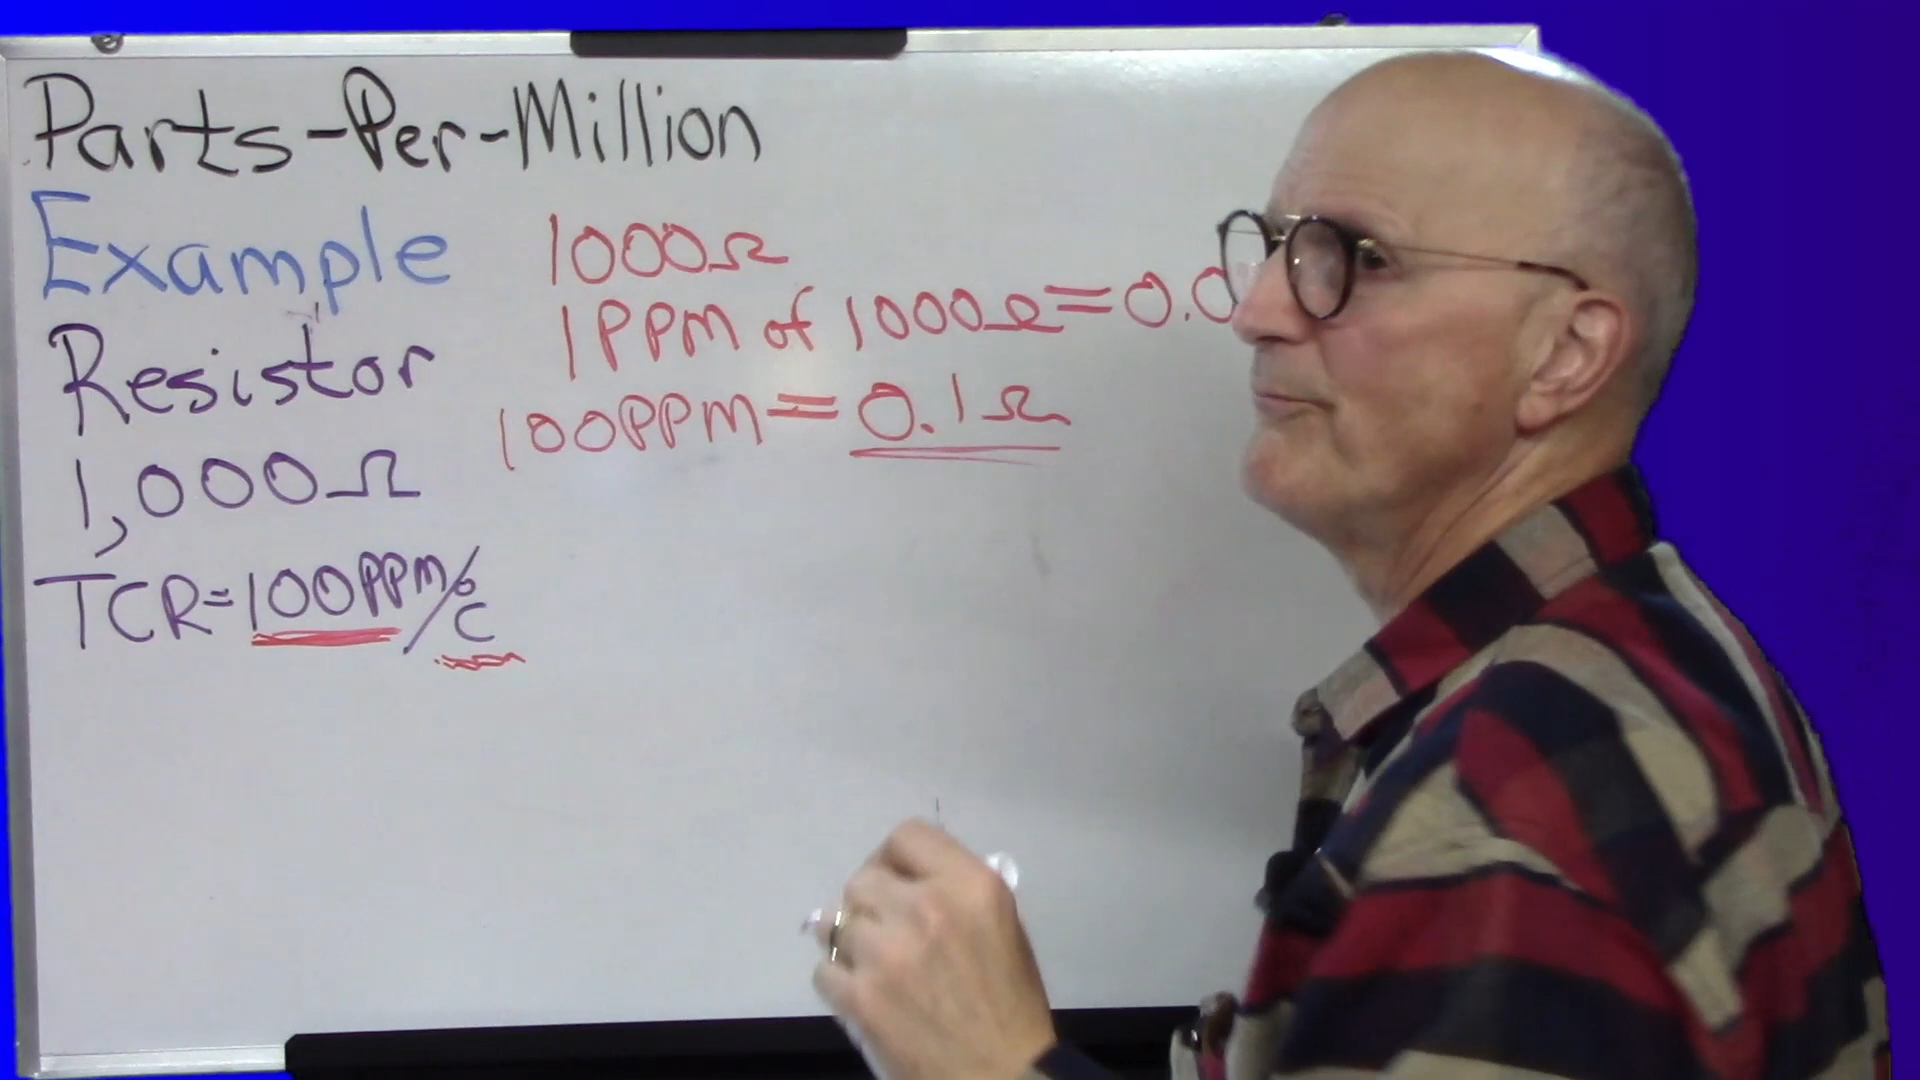 Parts-Per-Million
Example
Resistor
1,000Ω
TCR=100PPM/°C
1000Ω
1PPM of 1000Ω=0.0
100PPM=0.1Ω